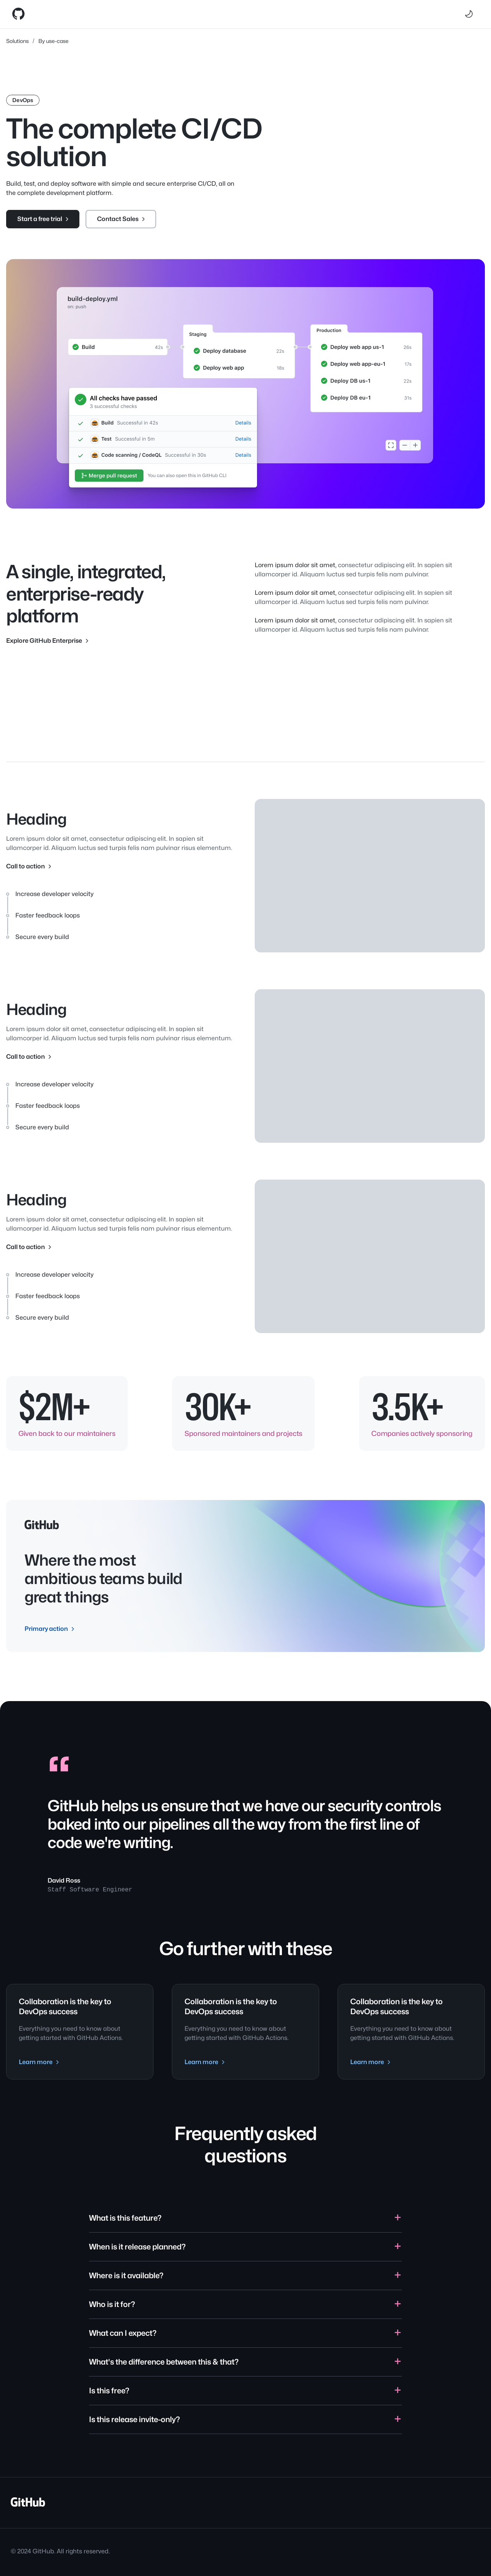 Solutions / By use-case
DevOps
The complete CI/CD
solution
Build, test, and deploy software with simple and secure enterprise CI/CD, all on
the complete development platform.
Start a free trial
Contact Sales
build-deploy.yml
on: push
Build 42s
Staging
Deploy database 22s
Deploy web app 18s
Production
Deploy web app us-1 26s
Deploy web app-eu-1 17s
Deploy DB us-1 22s
Deploy DB eu-1 31s
All checks have passed
3 successful checks
Build Successful in 42s Details
Test Successful in 5m Details
Code scanning / CodeQL Successful in 30s Details
Merge pull request
You can also open this in GitHub CLI
A single, integrated,
enterprise-ready
platform
Explore GitHub Enterprise
Lorem ipsum dolor sit amet, consectetur adipiscing elit. In sapien sit
ullamcorper id. Aliquam luctus sed turpis felis nam pulvinar.
Lorem ipsum dolor sit amet, consectetur adipiscing elit. In sapien sit
ullamcorper id. Aliquam luctus sed turpis felis nam pulvinar.
Lorem ipsum dolor sit amet, consectetur adipiscing elit. In sapien sit
ullamcorper id. Aliquam luctus sed turpis felis nam pulvinar.
Heading
Lorem ipsum dolor sit amet, consectetur adipiscing elit. In sapien sit
ullamcorper id. Aliquam luctus sed turpis felis nam pulvinar risus elementum.
Call to action
Increase developer velocity
Faster feedback loops
Secure every build
Heading
Lorem ipsum dolor sit amet, consectetur adipiscing elit. In sapien sit
ullamcorper id. Aliquam luctus sed turpis felis nam pulvinar risus elementum.
Call to action
Increase developer velocity
Faster feedback loops
Secure every build
Heading
Lorem ipsum dolor sit amet, consectetur adipiscing elit. In sapien sit
ullamcorper id. Aliquam luctus sed turpis felis nam pulvinar risus elementum.
Call to action
Increase developer velocity
Faster feedback loops
Secure every build
$2M+
Given back to our maintainers
30K+
Sponsored maintainers and projects
3.5K+
Companies actively sponsoring
GitHub
Where the most
ambitious teams build
great things
Primary action
“
GitHub helps us ensure that we have our security controls
baked into our pipelines all the way from the first line of
code we're writing.
David Ross
Staff Software Engineer
Go further with these
Collaboration is the key to
DevOps success
Everything you need to know about
getting started with GitHub Actions.
Learn more
Collaboration is the key to
DevOps success
Everything you need to know about
getting started with GitHub Actions.
Learn more
Collaboration is the key to
DevOps success
Everything you need to know about
getting started with GitHub Actions.
Learn more
Frequently asked
questions
What is this feature?
When is it release planned?
Where is it available?
Who is it for?
What can I expect?
What's the difference between this & that?
Is this free?
Is this release invite-only?
GitHub
© 2024 GitHub. All rights reserved.